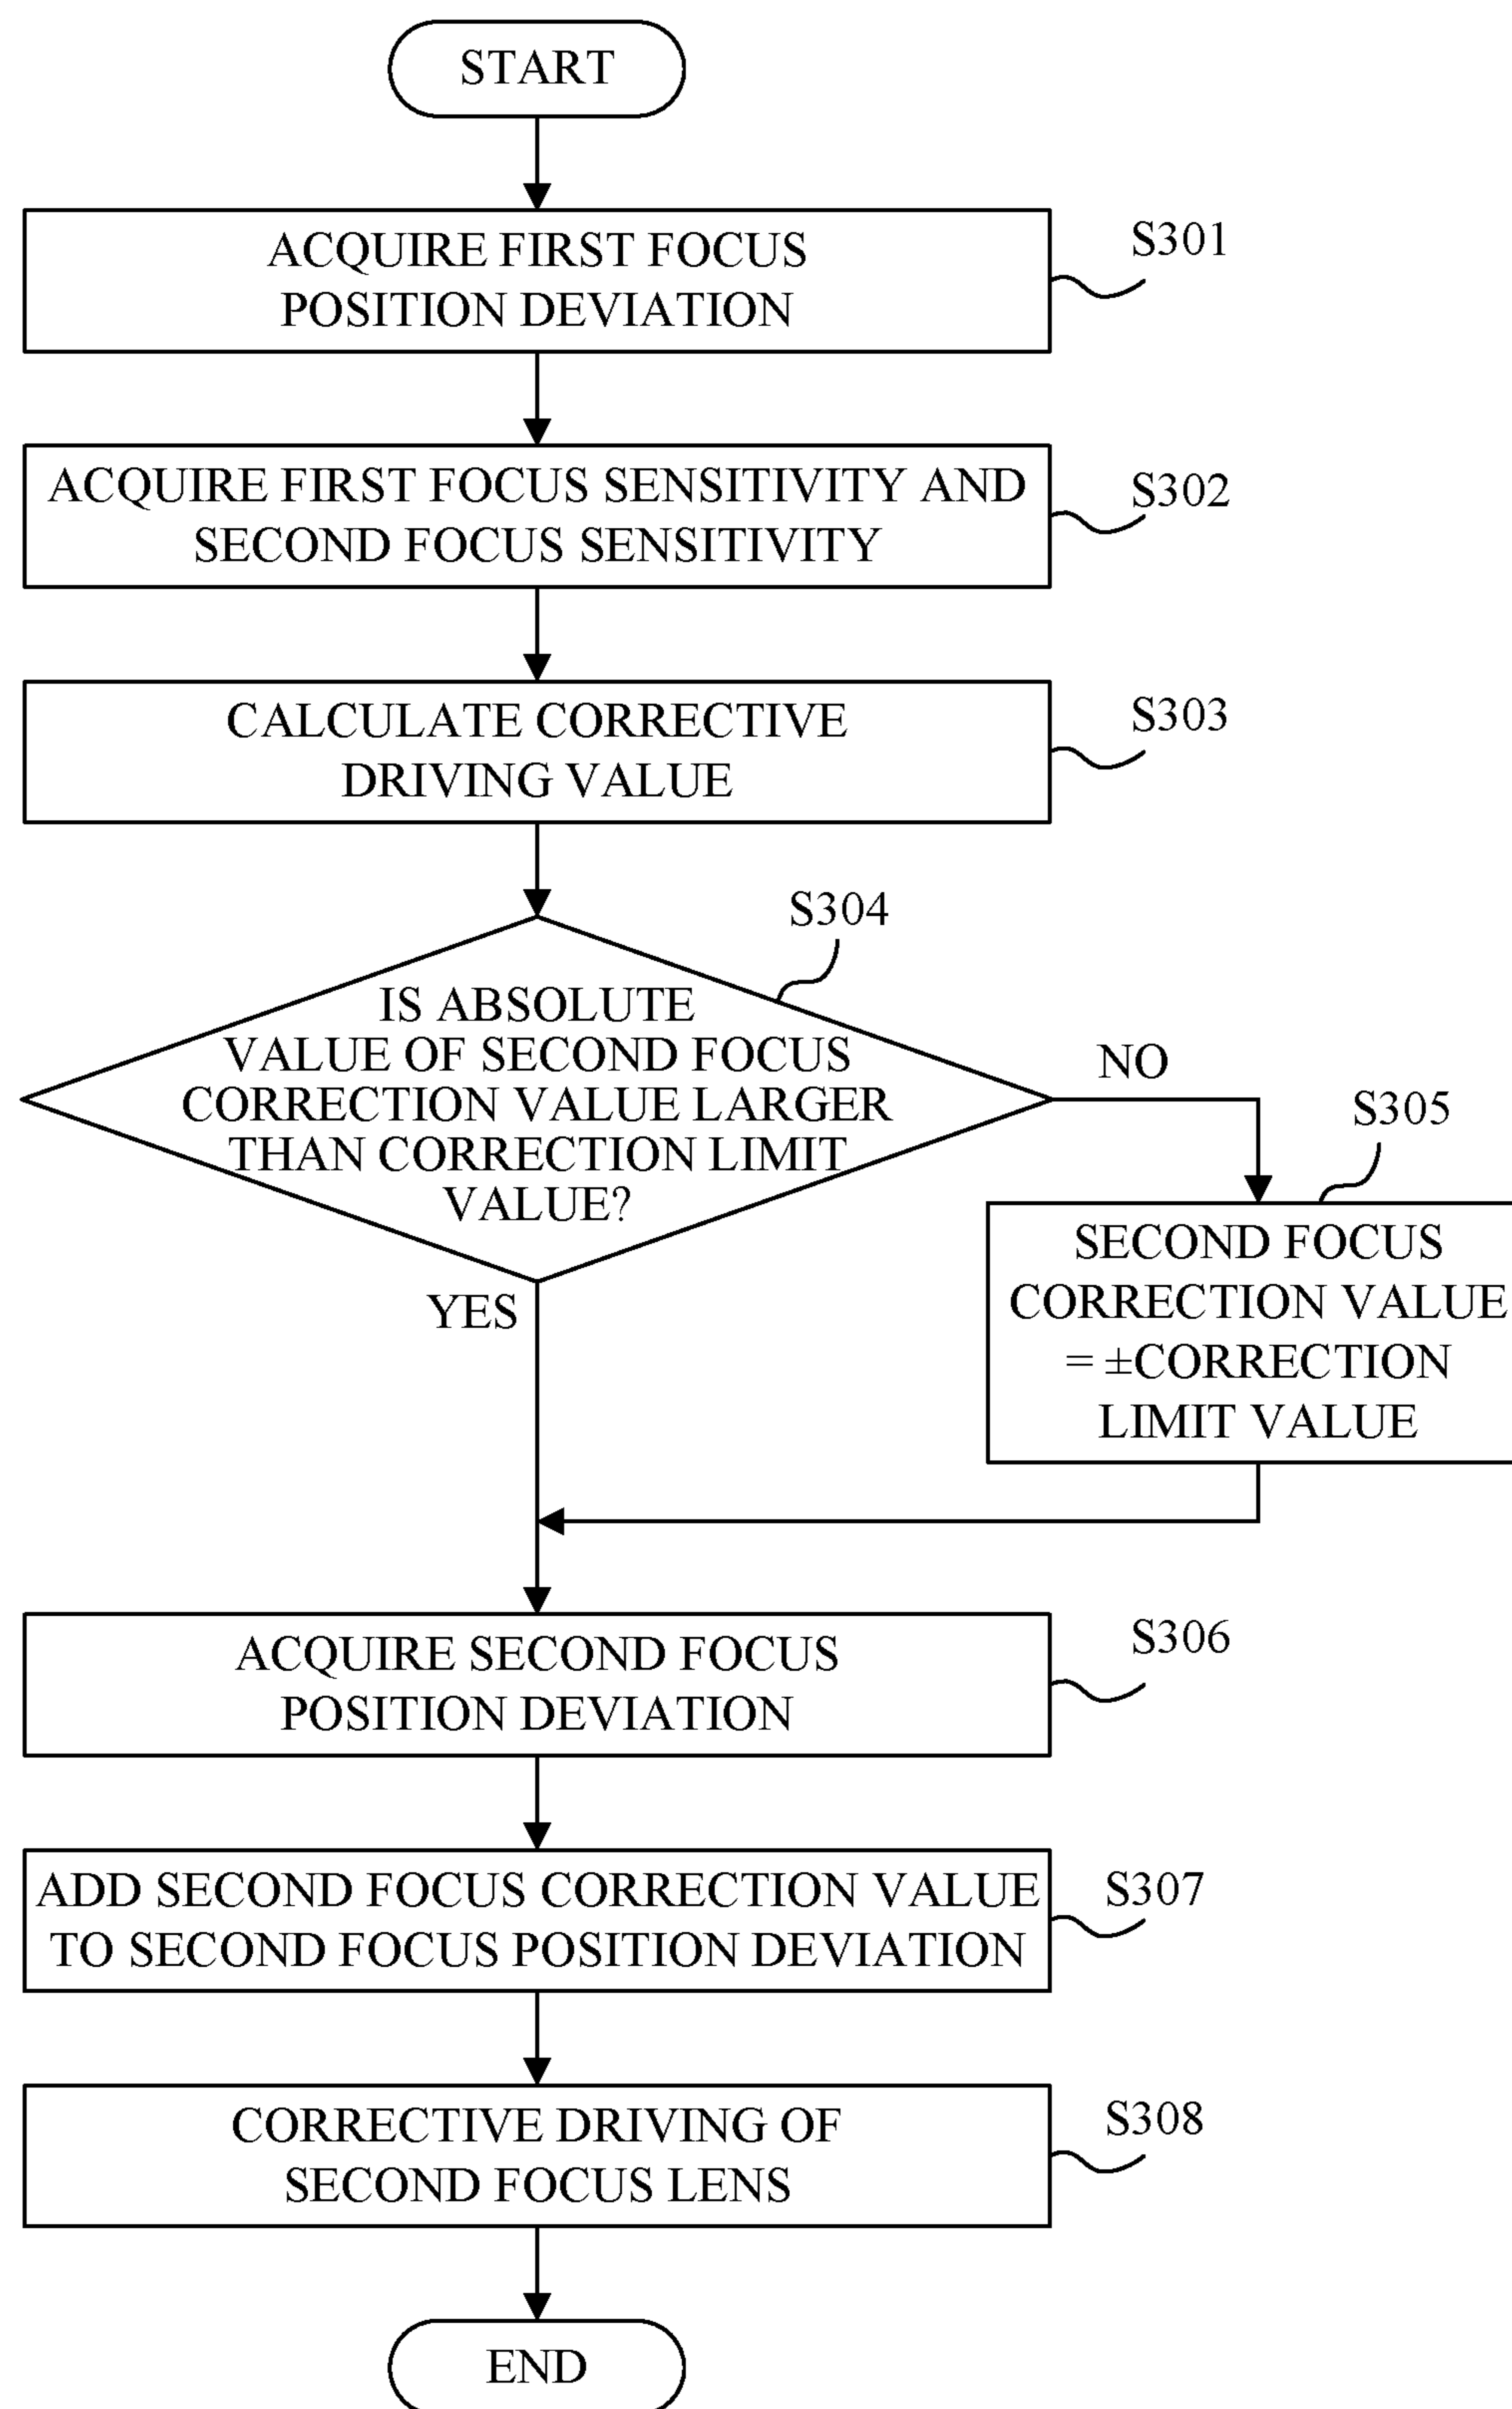 START
ACQUIRE FIRST FOCUS
POSITION DEVIATION
S301
ACQUIRE FIRST FOCUS SENSITIVITY AND
SECOND FOCUS SENSITIVITY
S302
CALCULATE CORRECTIVE
DRIVING VALUE
S303
S304
IS ABSOLUTE
VALUE OF SECOND FOCUS
CORRECTION VALUE LARGER
THAN CORRECTION LIMIT
VALUE?
NO
YES
S305
SECOND FOCUS
CORRECTION VALUE
= ±CORRECTION
LIMIT VALUE
ACQUIRE SECOND FOCUS
POSITION DEVIATION
S306
ADD SECOND FOCUS CORRECTION VALUE
TO SECOND FOCUS POSITION DEVIATION
S307
CORRECTIVE DRIVING OF
SECOND FOCUS LENS
S308
END